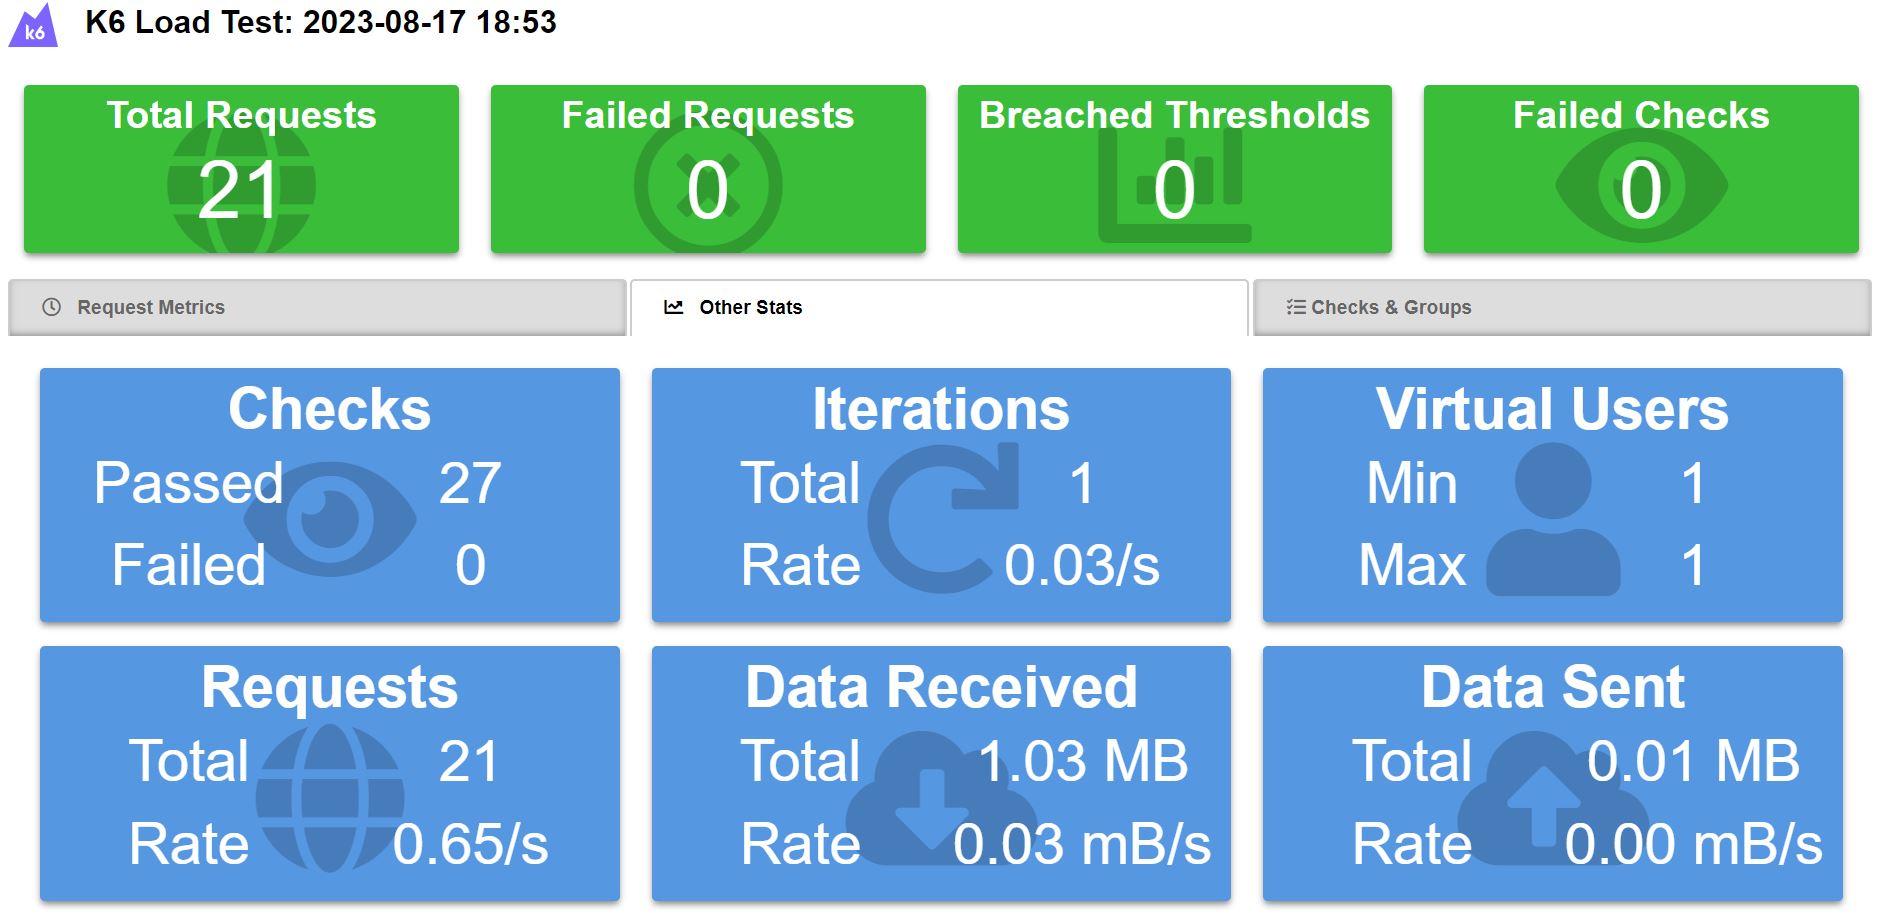 k6
K6 Load Test: 2023-08-17 18:53
Total Requests
21
Failed Requests
0
Breached Thresholds
0
Failed Checks
0
Request Metrics
Other Stats
Checks & Groups
Checks
Passed 27
Failed 0
Iterations
Total 1
Rate 0.03/s
Virtual Users
Min 1
Max 1
Requests
Total 21
Rate 0.65/s
Data Received
Total 1.03 MB
Rate 0.03 mB/s
Data Sent
Total 0.01 MB
Rate 0.00 mB/s